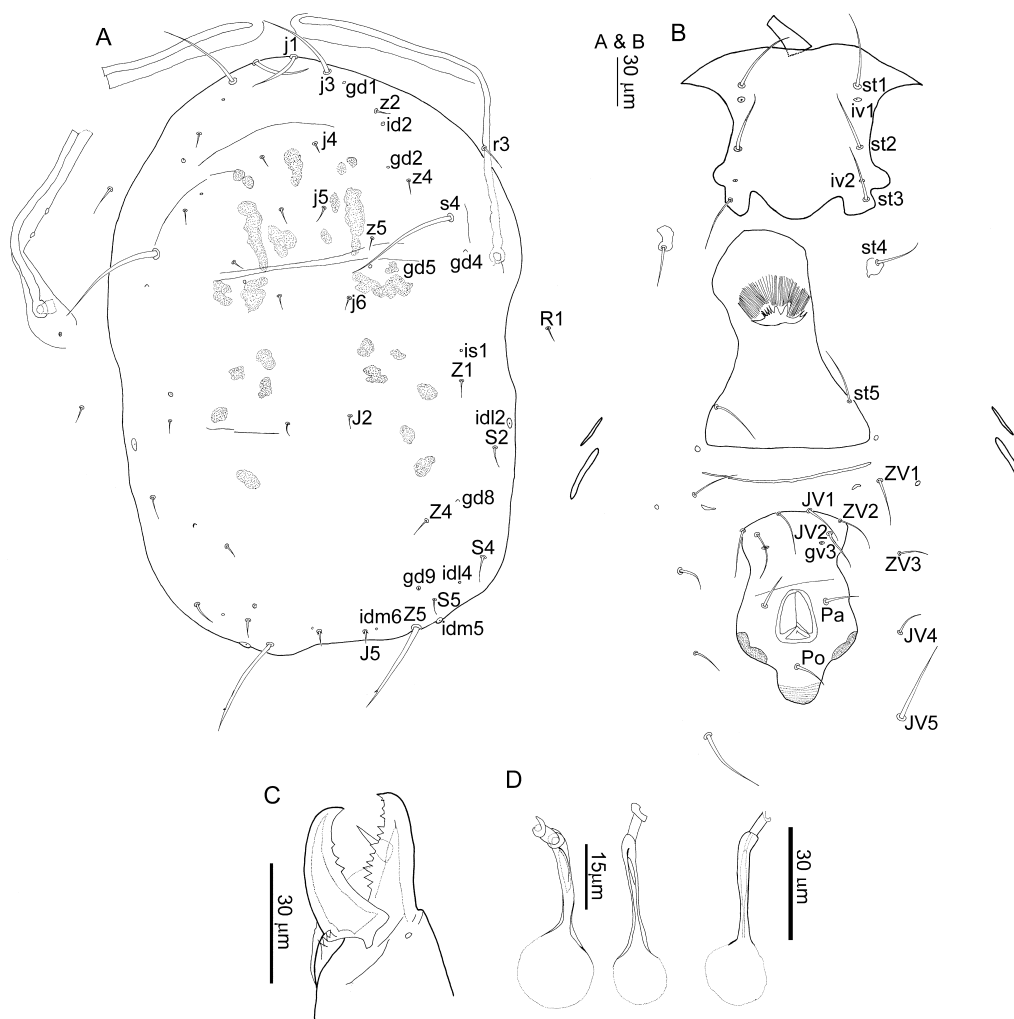 A
j1
j3
gd1
z2
id2
j4
gd2
z4
r3
j5
s4
z5
gd4
gd5
j6
R1
is1
Z1
J2
idl2
S2
gd8
Z4
S4
gd9
idl4
S5
idm6
Z5
idm5
J5
A & B
30 µm
B
st1
iv1
st2
iv2
st3
st4
st5
ZV1
JV1
ZV2
JV2
gv3
ZV3
Pa
JV4
Po
JV5
C
30 µm
D
15µm
30 µm